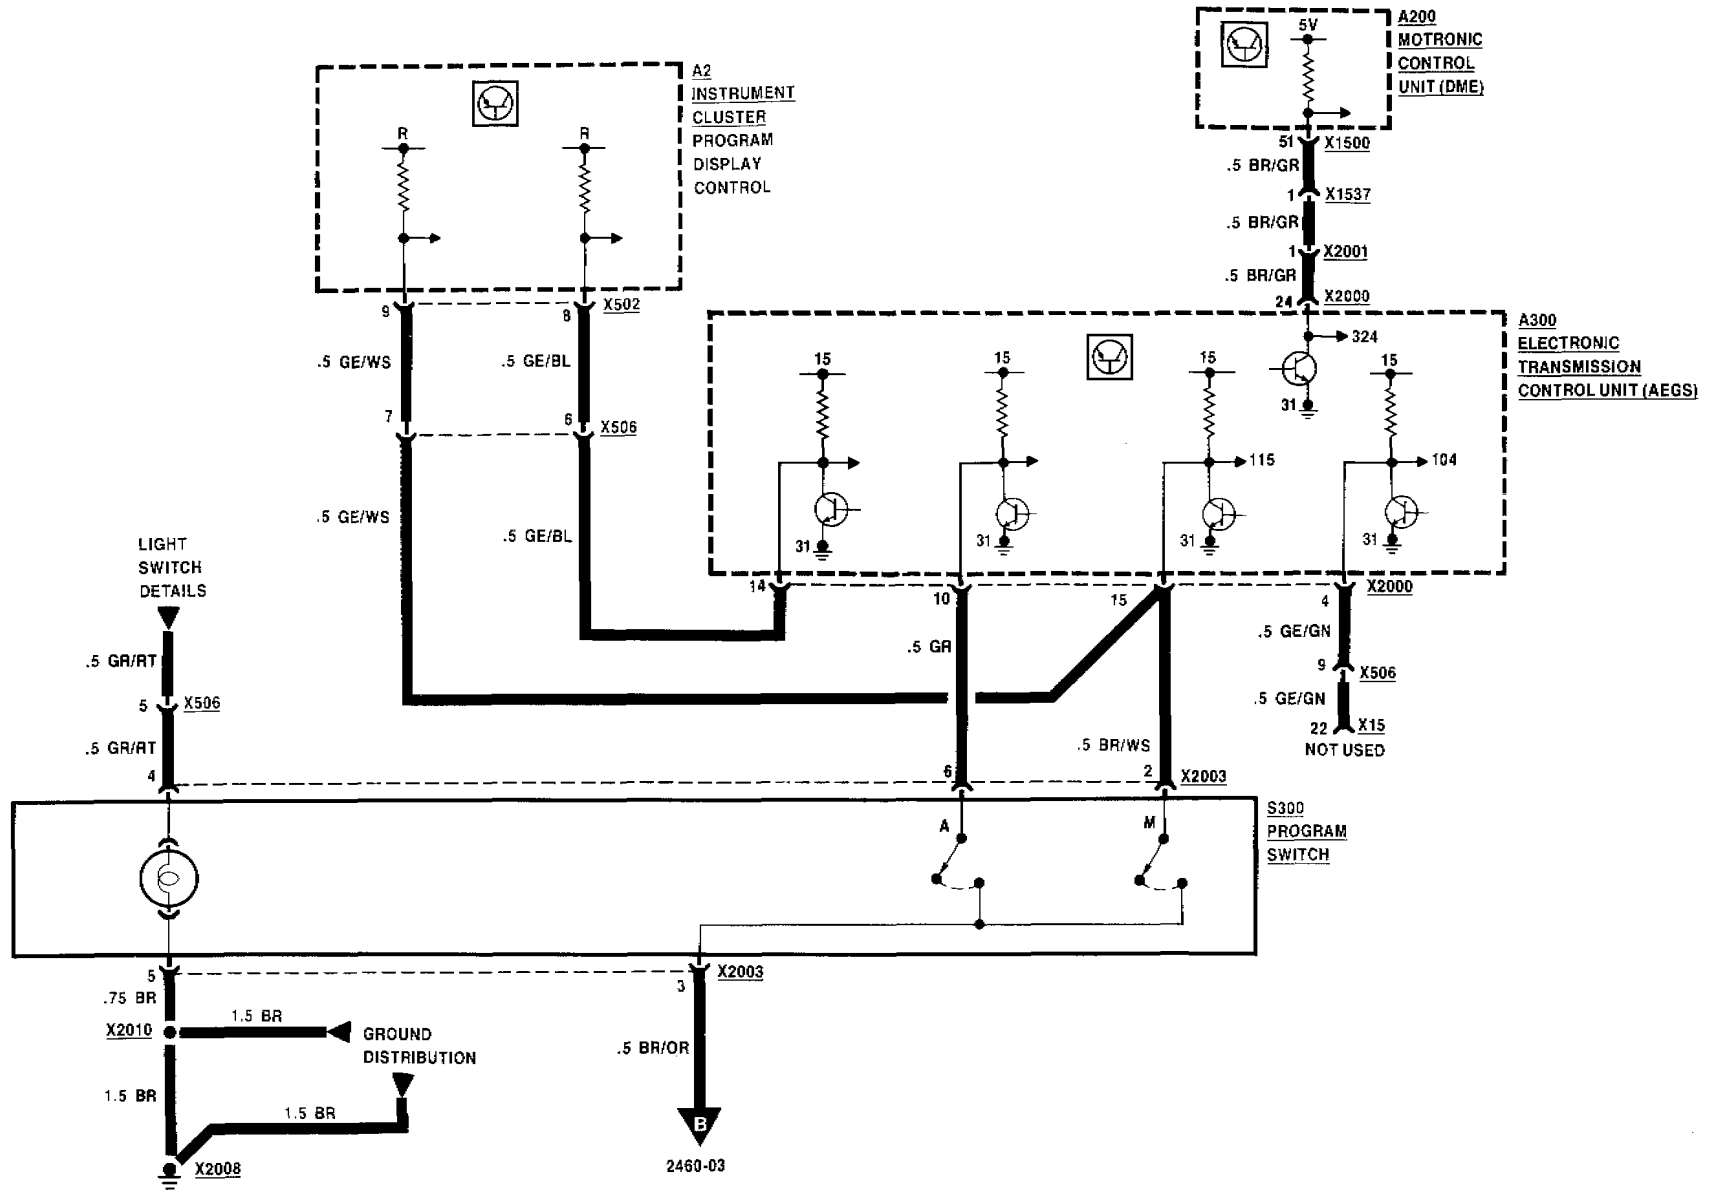 5V
A200
MOTRONIC
CONTROL
UNIT (DME)
A2
INSTRUMENT
CLUSTER
PROGRAM
DISPLAY
CONTROL
R
R
51 X1500
.5 BR/GR
1 X1537
.5 BR/GR
1 X2001
.5 BR/GR
24 X2000
9
8
X502
.5 GE/WS
.5 GE/BL
7
6
X506
.5 GE/WS
.5 GE/BL
A300
ELECTRONIC
TRANSMISSION
CONTROL UNIT (AEGS)
324
31
15
15
15
15
115
104
31
31
31
31
14
10
15
4
X2000
.5 GR
.5 GE/GN
9
X506
.5 GE/GN
22 X15
NOT USED
.5 BR/WS
LIGHT
SWITCH
DETAILS
.5 GR/RT
5 X506
.5 GR/RT
4
6
2
X2003
A
M
S300
PROGRAM
SWITCH
5
3
X2003
.75 BR
X2010
1.5 BR
GROUND
DISTRIBUTION
1.5 BR
1.5 BR
X2008
.5 BR/OR
B
2460-03